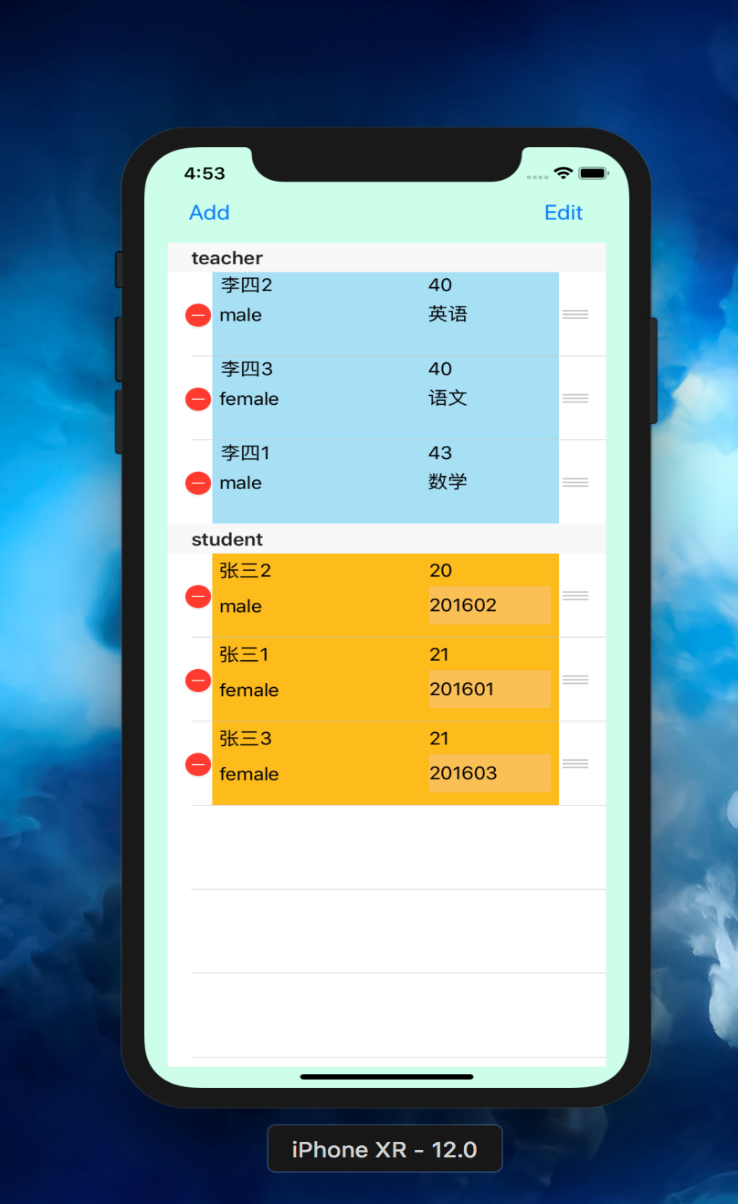 4:53
Add Edit
teacher
李四2 40
male 英语
李四3 40
female 语文
李四1 43
male 数学
student
张三2 20
male 201602
张三1 21
female 201601
张三3 21
female 201603
iPhone XR - 12.0